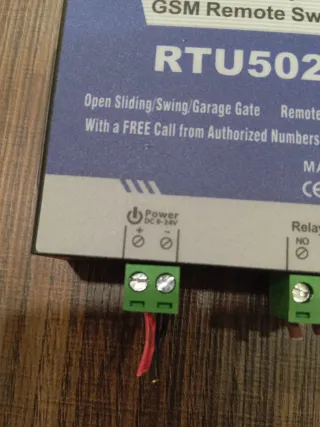 GSM Remote Sw
RTU502
Open Sliding/Swing/Garage Gate Remote
With a FREE Call from Authorized Numbers
MA
CE
Power
DC 9-24V
+ -
Relay
NO